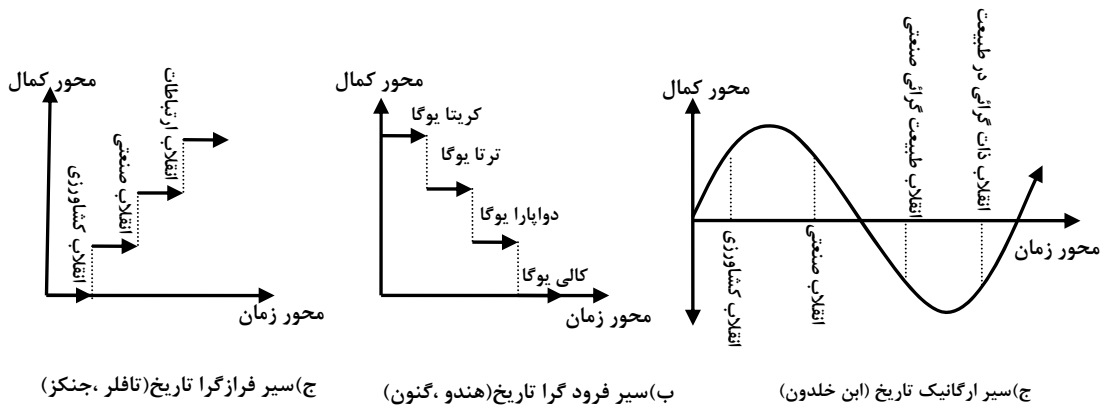 محور کمال
انقلاب کشاورزی
انقلاب صنعتی
انقلاب طبیعت گرائی صنعتی
انقلاب ذات گرائی در طبیعت
محور زمان
ج)سیر ارگانیک تاریخ (ابن خلدون)
محور کمال
کریتا یوگا
ترتا یوگا
دواپارا یوگا
کالی یوگا
محور زمان
ب)سیر فرود گرا تاریخ(هندو ،گنون)
محور کمال
انقلاب کشاورزی
انقلاب صنعتی
انقلاب ارتباطات
محور زمان
ج)سیر فرازگرا تاریخ(تافلر ،جنکز)